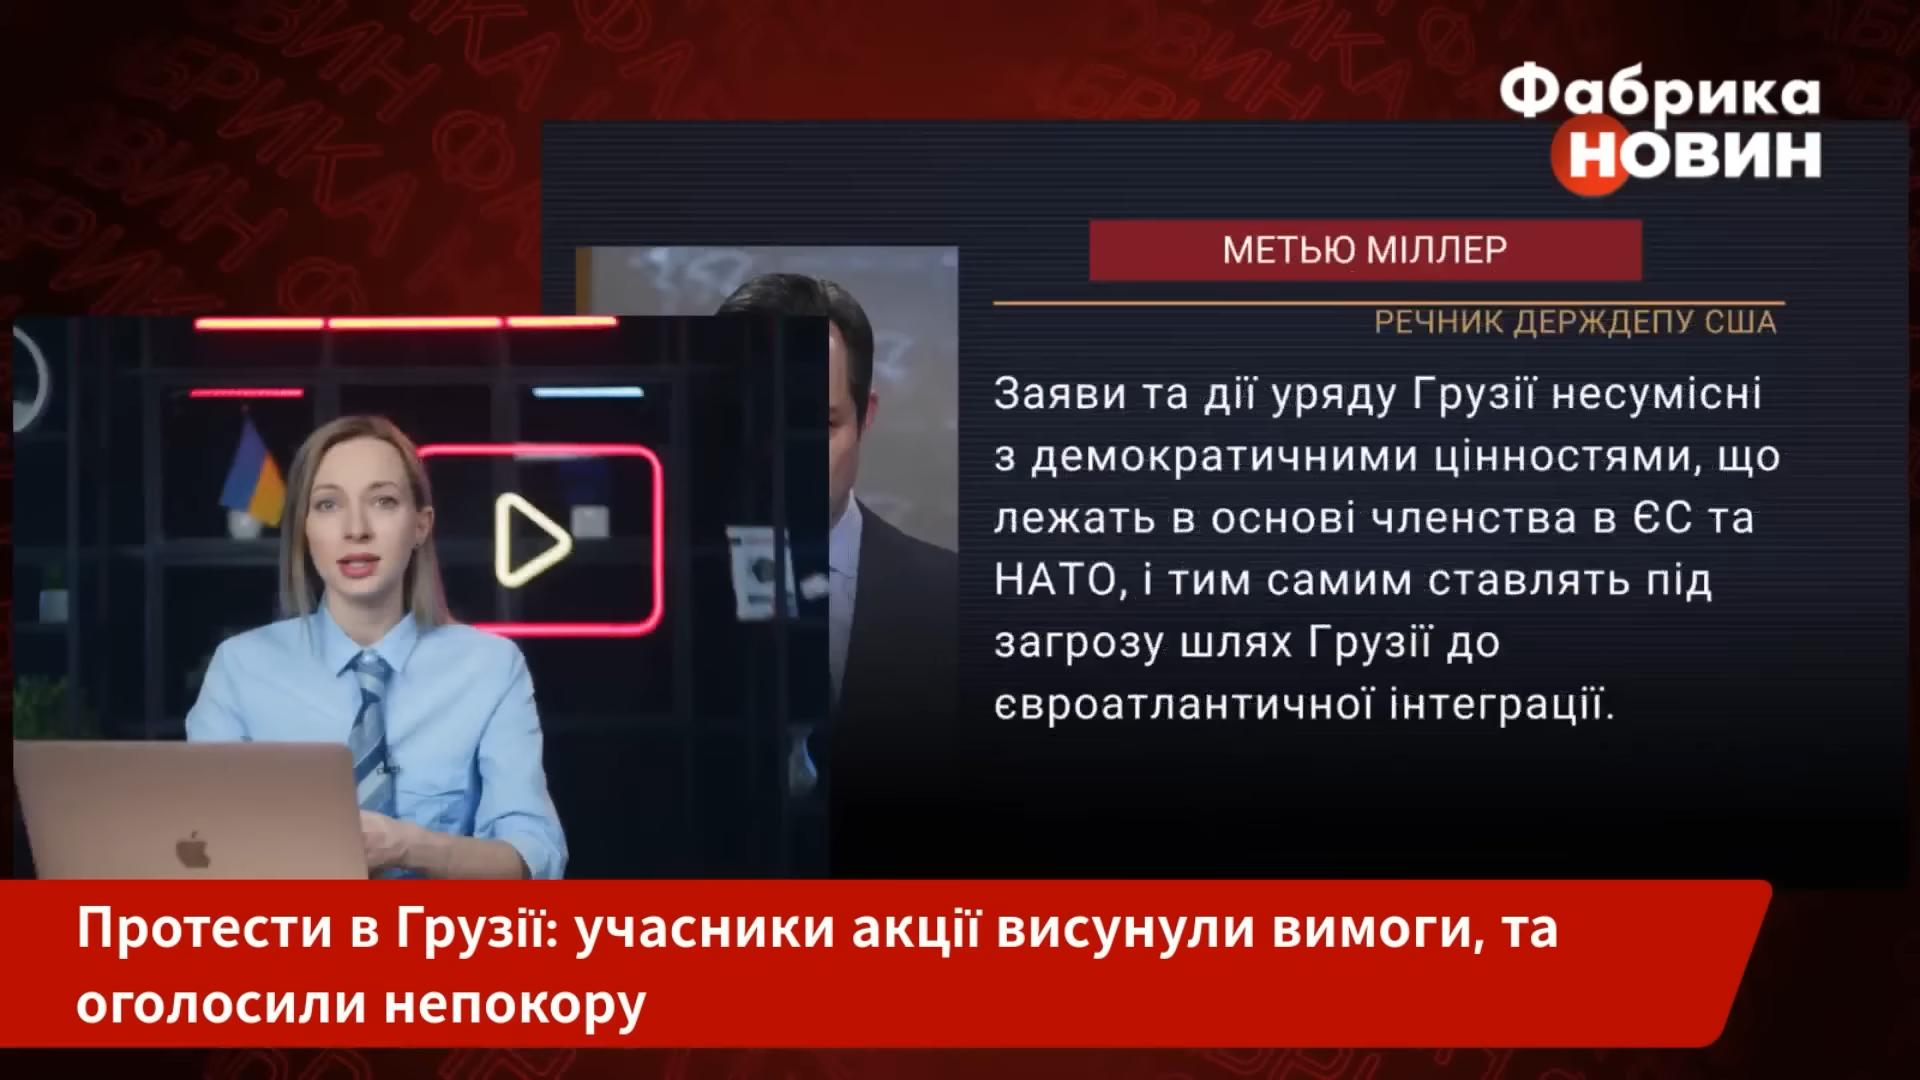 Фабрика
НОВИН
МЕТЬЮ МІЛЛЕР
РЕЧНИК ДЕРЖДЕПУ США
Заяви та дії уряду Грузії несумісні
з демократичними цінностями, що
лежать в основі членства в ЄС та
НАТО, і тим самим ставлять під
загрозу шлях Грузії до
євроатлантичної інтеграції.
Протести в Грузії: учасники акції висунули вимоги, та
оголосили непокору